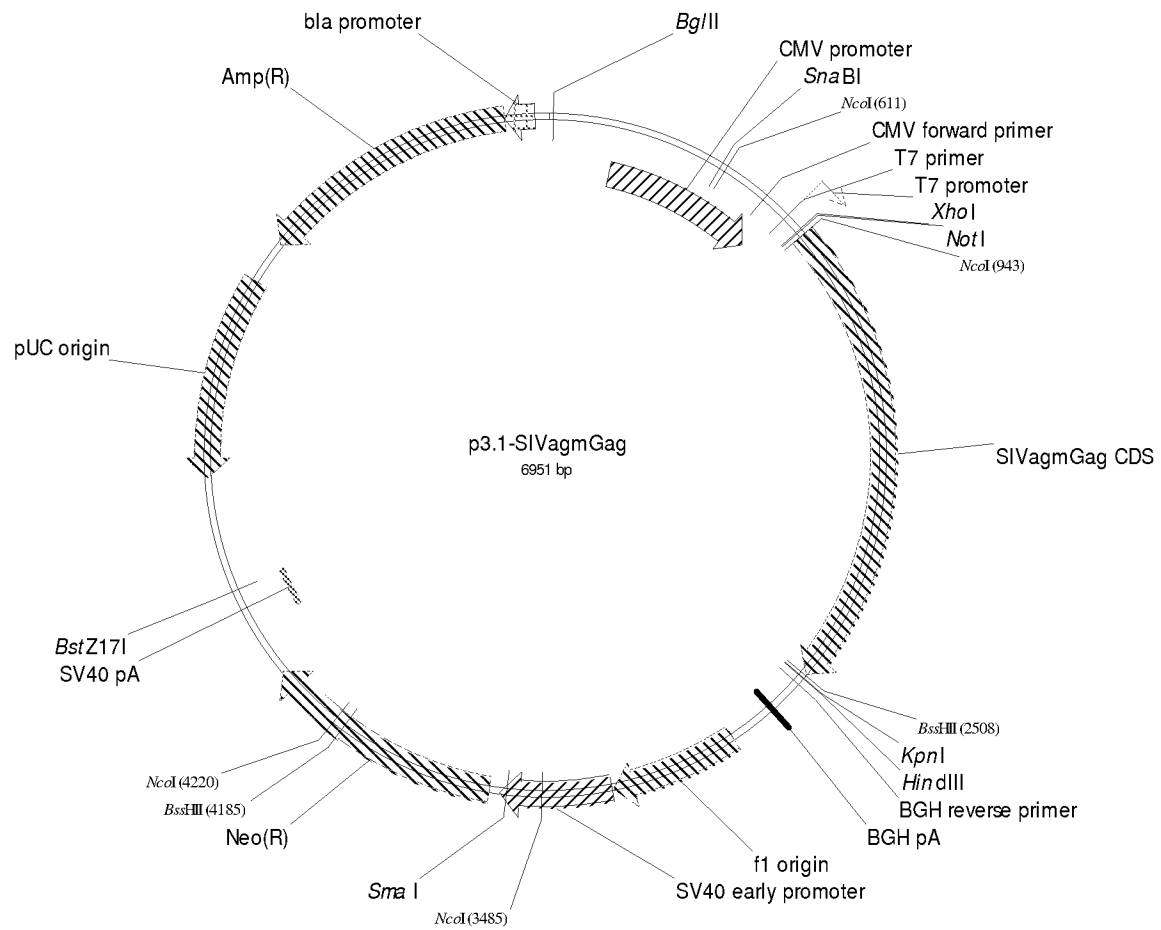 bla promoter
BglII
Amp(R)
CMV promoter
SnaBI
NcoI (611)
CMV forward primer
T7 primer
T7 promoter
XhoI
NotI
NcoI (943)
pUC origin
p3.1-SIVagmGag
6951 bp
SIVagmGag CDS
BstZ17I
SV40 pA
BssHII (2508)
KpnI
HindIII
BGH reverse primer
BGH pA
NcoI (4220)
BssHII (4185)
Neo(R)
f1 origin
SV40 early promoter
SmaI
NcoI (3485)